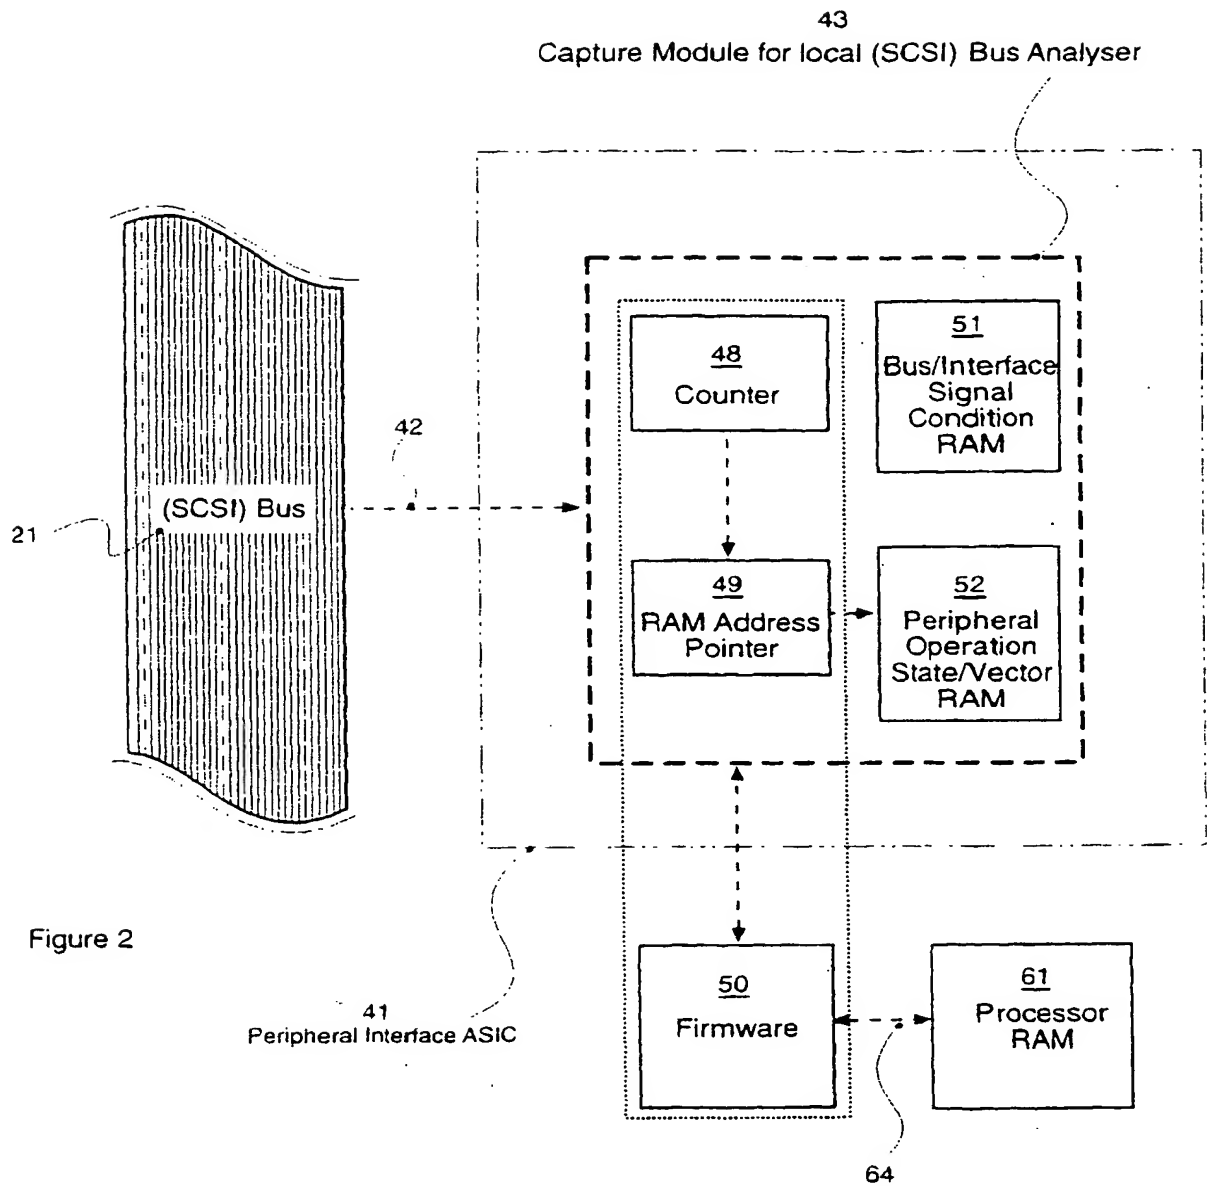 43
Capture Module for local (SCSI) Bus Analyser
48
Counter
51
Bus/Interface
Signal
Condition
RAM
42
(SCSI) Bus
21
49
RAM Address
Pointer
52
Peripheral
Operation
State/Vector
RAM
Figure 2
41
Peripheral Interface ASIC
50
Firmware
61
Processor
RAM
64